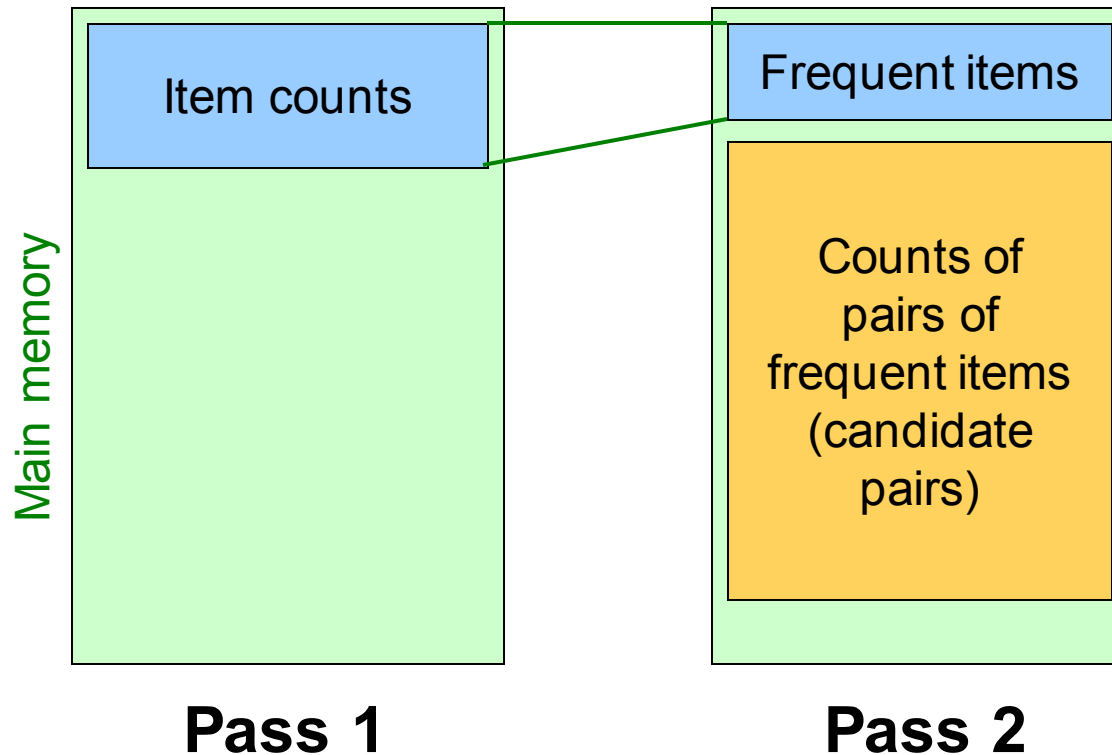 Main memory
Item counts
Frequent items
Counts of
pairs of
frequent items
(candidate
pairs)
Pass 1
Pass 2